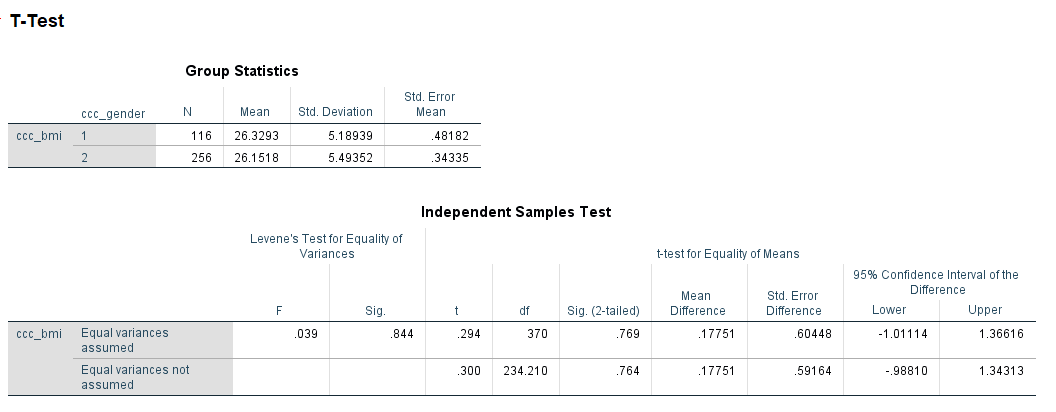 T-Test
Group Statistics
ccc_gender N Mean Std. Deviation Std. Error Mean
ccc_bmi 1 116 26.3293 5.18939 .48182
2 256 26.1518 5.49352 .34335
Independent Samples Test
Levene's Test for Equality of Variances t-test for Equality of Means
F Sig. t df Sig. (2-tailed) Mean Difference Std. Error Difference 95% Confidence Interval of the Difference
Lower Upper
ccc_bmi Equal variances assumed .039 .844 .294 370 .769 .17751 .60448 -1.01114 1.36616
Equal variances not assumed .300 234.210 .764 .17751 .59164 -.98810 1.34313